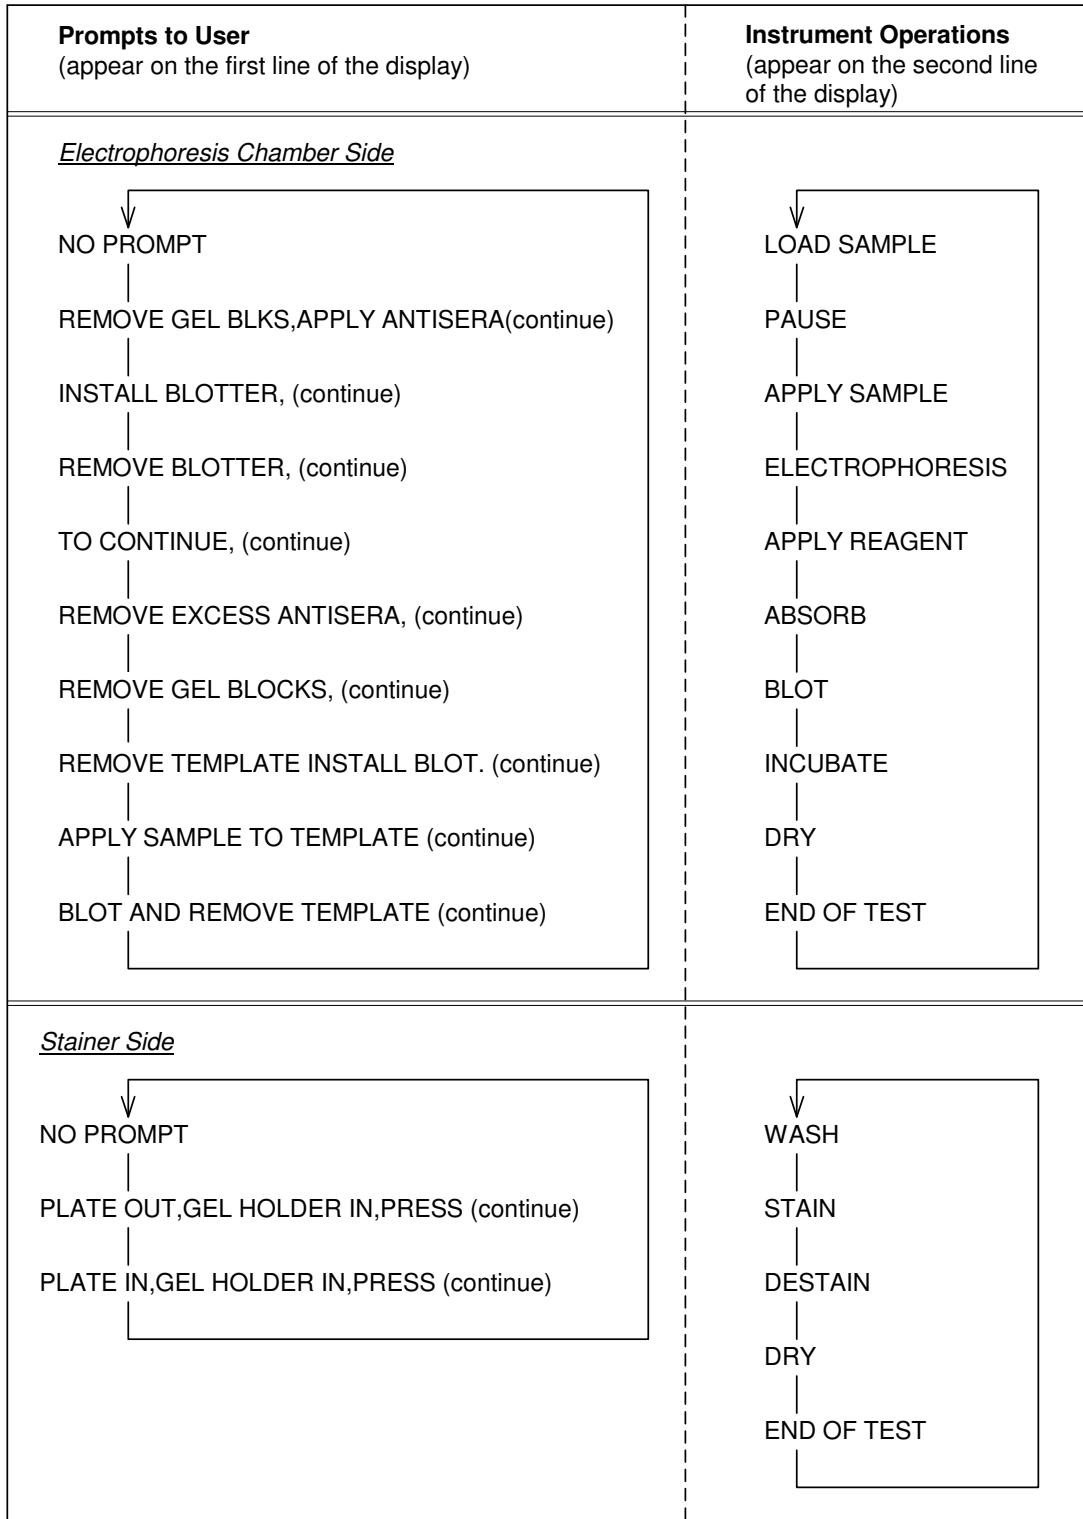 Prompts to User
(appear on the first line of the display)
Instrument Operations
(appear on the second line
of the display)
Electrophoresis Chamber Side
NO PROMPT
REMOVE GEL BLKS,APPLY ANTISERA(continue)
INSTALL BLOTTER, (continue)
REMOVE BLOTTER, (continue)
TO CONTINUE, (continue)
REMOVE EXCESS ANTISERA, (continue)
REMOVE GEL BLOCKS, (continue)
REMOVE TEMPLATE INSTALL BLOT. (continue)
APPLY SAMPLE TO TEMPLATE (continue)
BLOT AND REMOVE TEMPLATE (continue)
LOAD SAMPLE
PAUSE
APPLY SAMPLE
ELECTROPHORESIS
APPLY REAGENT
ABSORB
BLOT
INCUBATE
DRY
END OF TEST
Stainer Side
NO PROMPT
PLATE OUT,GEL HOLDER IN,PRESS (continue)
PLATE IN,GEL HOLDER IN,PRESS (continue)
WASH
STAIN
DESTAIN
DRY
END OF TEST